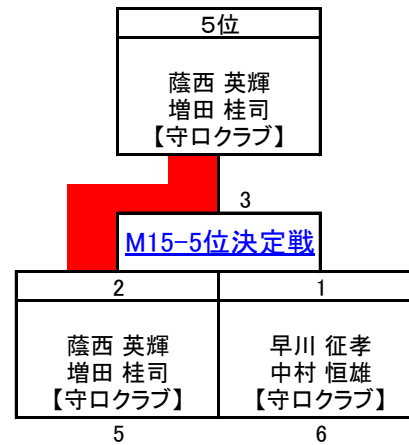 5位
蔭西 英輝
増田 桂司
【守口クラブ】
3
M15-5位決定戦
2
1
蔭西 英輝
増田 桂司
【守口クラブ】
早川 征孝
中村 恒雄
【守口クラブ】
5
6